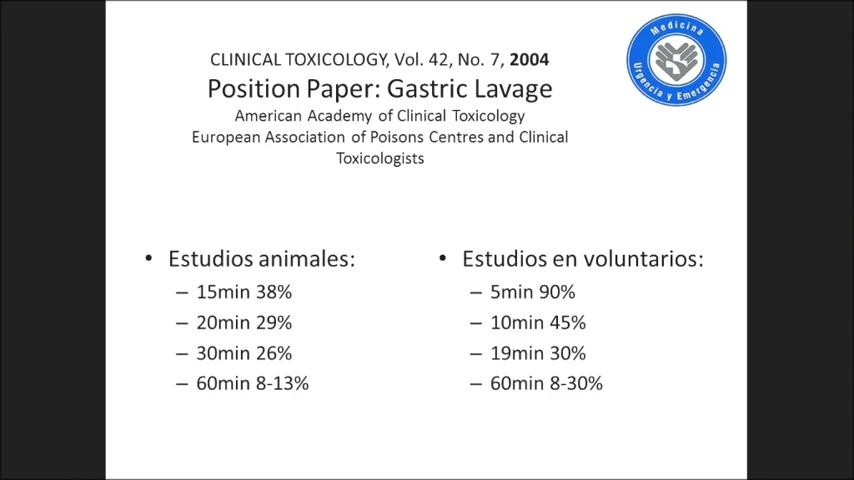 CLINICAL TOXICOLOGY, Vol. 42, No. 7, 2004
Position Paper: Gastric Lavage
American Academy of Clinical Toxicology
European Association of Poisons Centres and Clinical
Toxicologists
Medicina
Urgencia y Emergencia
• Estudios animales:
– 15min 38%
– 20min 29%
– 30min 26%
– 60min 8-13%
• Estudios en voluntarios:
– 5min 90%
– 10min 45%
– 19min 30%
– 60min 8-30%